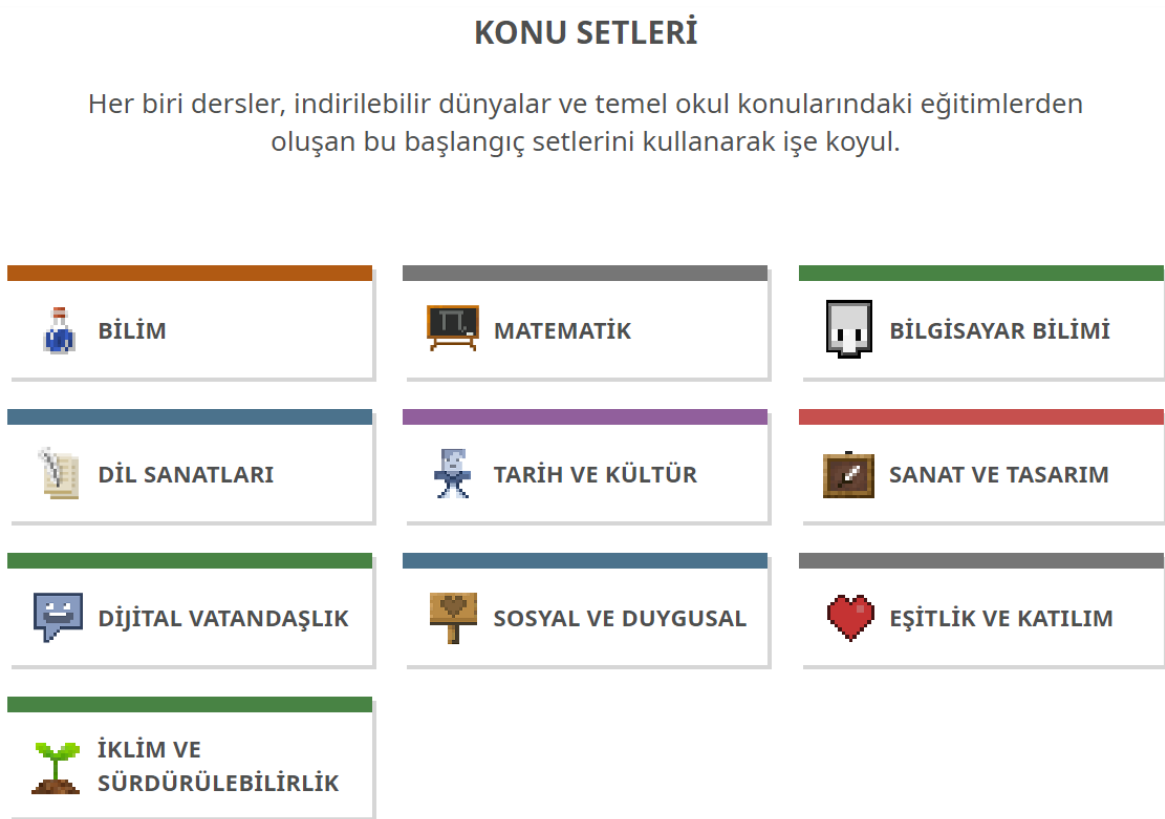 KONU SETLERİ
Her biri dersler, indirilebilir dünyalar ve temel okul konularındaki eğitimlerden
oluşan bu başlangıç setlerini kullanarak işe koyul.
BİLİM
MATEMATİK
BİLGİSAYAR BİLİMİ
DİL SANATLARI
TARİH VE KÜLTÜR
SANAT VE TASARIM
DİJİTAL VATANDAŞLIK
SOSYAL VE DUYGUSAL
EŞİTLİK VE KATILIM
İKLİM VE
SÜRDÜRÜLEBİLİRLİK